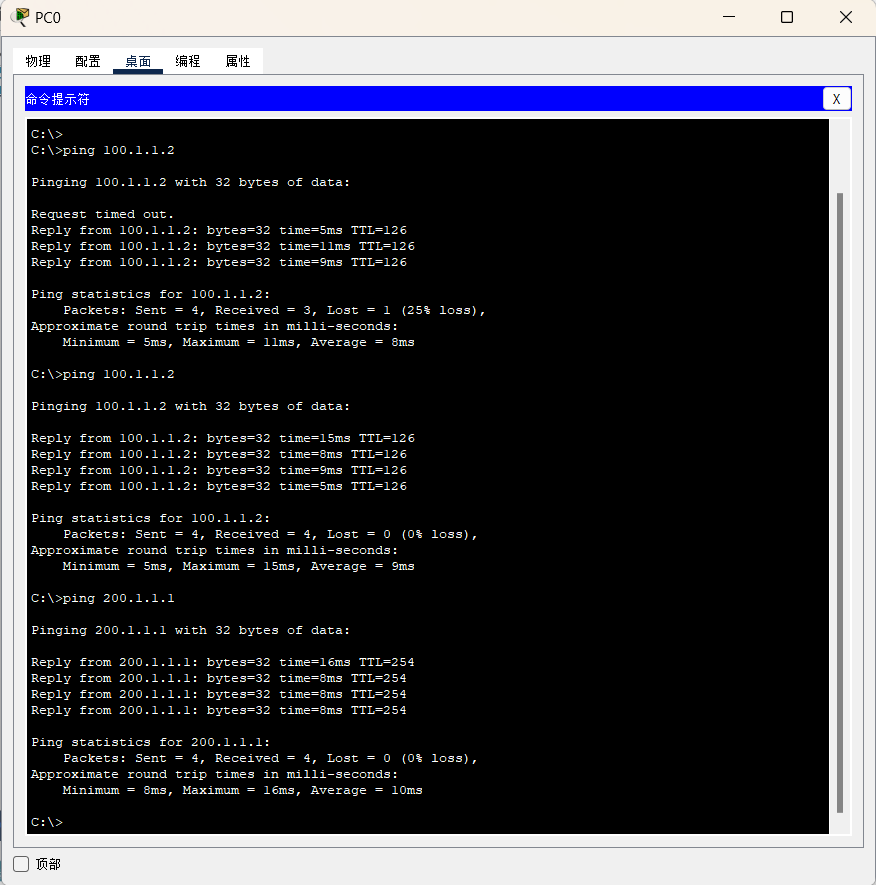 PC0
物理 配置 桌面 编程 属性
命令提示符 X
C:\>
C:\>ping 100.1.1.2
Pinging 100.1.1.2 with 32 bytes of data:
Request timed out.
Reply from 100.1.1.2: bytes=32 time=5ms TTL=126
Reply from 100.1.1.2: bytes=32 time=11ms TTL=126
Reply from 100.1.1.2: bytes=32 time=9ms TTL=126
Ping statistics for 100.1.1.2:
    Packets: Sent = 4, Received = 3, Lost = 1 (25% loss),
Approximate round trip times in milli-seconds:
    Minimum = 5ms, Maximum = 11ms, Average = 8ms
C:\>ping 100.1.1.2
Pinging 100.1.1.2 with 32 bytes of data:
Reply from 100.1.1.2: bytes=32 time=15ms TTL=126
Reply from 100.1.1.2: bytes=32 time=8ms TTL=126
Reply from 100.1.1.2: bytes=32 time=9ms TTL=126
Reply from 100.1.1.2: bytes=32 time=5ms TTL=126
Ping statistics for 100.1.1.2:
    Packets: Sent = 4, Received = 4, Lost = 0 (0% loss),
Approximate round trip times in milli-seconds:
    Minimum = 5ms, Maximum = 15ms, Average = 9ms
C:\>ping 200.1.1.1
Pinging 200.1.1.1 with 32 bytes of data:
Reply from 200.1.1.1: bytes=32 time=16ms TTL=254
Reply from 200.1.1.1: bytes=32 time=8ms TTL=254
Reply from 200.1.1.1: bytes=32 time=8ms TTL=254
Reply from 200.1.1.1: bytes=32 time=8ms TTL=254
Ping statistics for 200.1.1.1:
    Packets: Sent = 4, Received = 4, Lost = 0 (0% loss),
Approximate round trip times in milli-seconds:
    Minimum = 8ms, Maximum = 16ms, Average = 10ms
C:\>
顶部